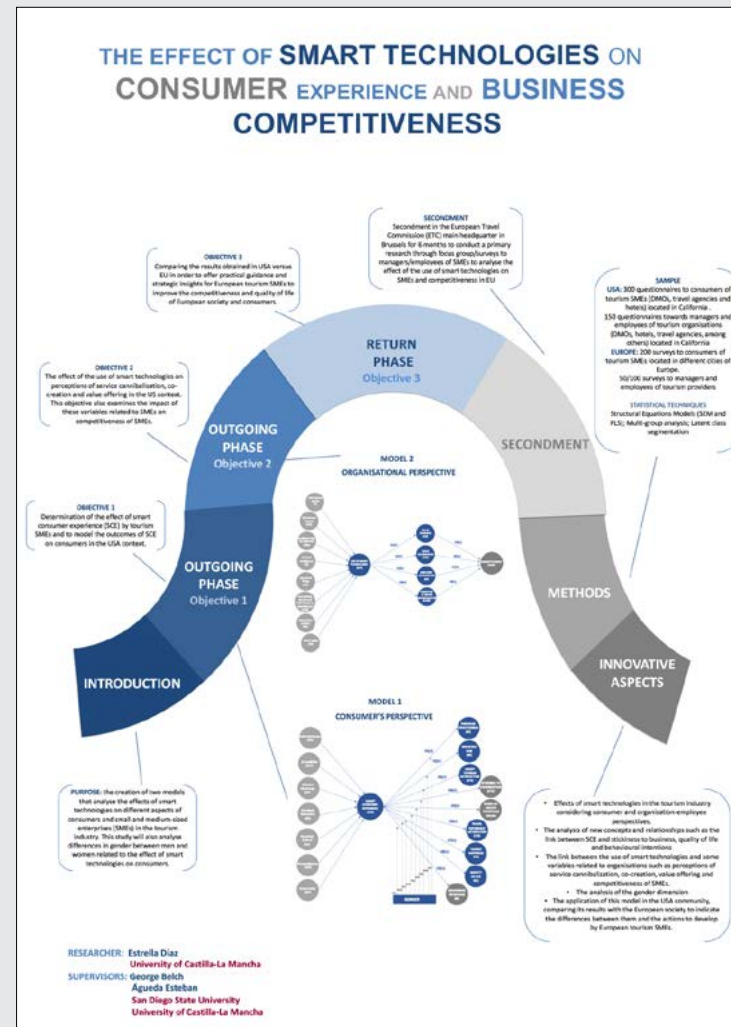 THE EFFECT OF SMART TECHNOLOGIES ON
CONSUMER EXPERIENCE AND BUSINESS
COMPETITIVENESS
SECONDMENT
Secondment in the European Travel
Commission (ETC) main headquarter in
Brussels for 6 months to conduct a primary
research through focus group/surveys to
managers/employees of SMEs to analyse the
effect of the use of smart technologies on
SMEs and competitiveness in EU
OBJECTIVE 3
Comparing the results obtained in USA versus
EU in order to offer practical guidance and
strategic insights for European tourism SMEs to
improve the competitiveness and quality of life
of European society and consumers
SAMPLE
USA: 300 questionnaires to consumers of
tourism SMEs (DMOs, travel agencies and
hotels) located in California .
150 questionnaires towards managers and
employees of tourism organisations
(DMOs, hotels, travel agencies, among
others) located in California
EUROPE: 200 surveys to consumers of
tourism SMEs located in different cities of
Europe.
50/100 surveys to managers and
employees of tourism providers
STATISTICAL TECHNIQUES
Structural Equations Models (SEM and
PLS); Multi-group analysis; Latent class
segmentation
RETURN
PHASE
Objective 3
OBJECTIVE 2
The effect of the use of smart technologies on
perceptions of service cannibalisation, co-
creation and value offering in the US context.
This objective also examines the impact of
these variables related to SMEs on
competitiveness of SMEs.
OUTGOING
PHASE
Objective 2
SECONDMENT
MODEL 2
ORGANISATIONAL PERSPECTIVE
OBJECTIVE 1
Determination of the effect of smart
consumer experience (SCE) by tourism
SMEs and to model the outcomes of SCE
on consumers in the USA context.
OUTGOING
PHASE
Objective 1
METHODS
INTRODUCTION
INNOVATIVE
ASPECTS
MODEL 1
CONSUMER'S PERSPECTIVE
GENDER
PURPOSE: the creation of two models
that analyse the effects of smart
technologies on different aspects of
consumers and small and medium-sized
enterprises (SMEs) in the tourism
industry. This study will also analyse
differences in gender between men and
women related to the effect of smart
technologies on consumers.
• Effects of smart technologies in the tourism industry
considering consumer and organisation-employee
perspectives.
• The analysis of new concepts and relationships such as the
link between SCE and stickiness to business, quality of life
and behavioural intentions
• The link between the use of smart technologies and some
variables related to organisations such as perceptions of
service cannibalization, co-creation, value offering and
competitiveness of SMEs.
• The analysis of the gender dimension
• The application of this model in the USA community,
comparing its results with the European society to indicate
the differences between them and the actions to develop
by European tourism SMEs.
RESEARCHER: Estrella Díaz
University of Castilla-La Mancha
SUPERVISORS: George Belch
Águeda Esteban
San Diego State University
University of Castilla-La Mancha